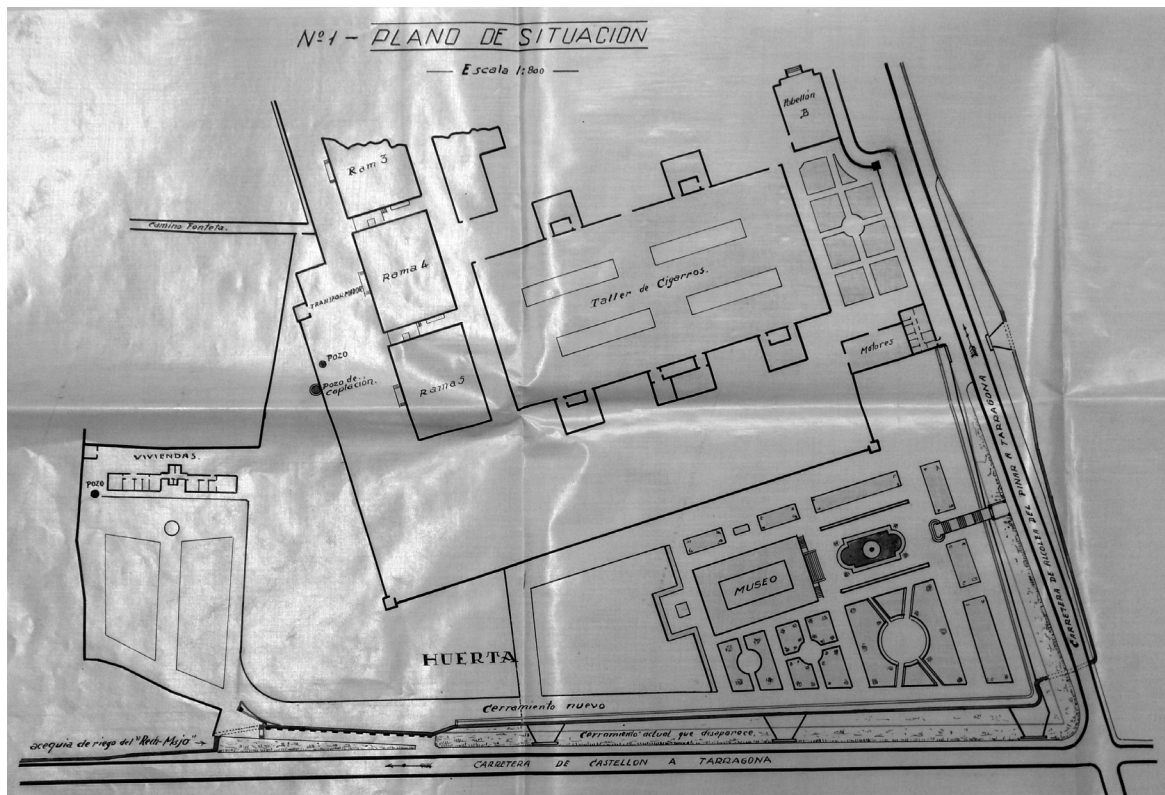 Nº1 - PLANO DE SITUACION
Escala 1:800
Pabellón
B
Ram 3
Camino Fonteta.
Rama 4
TRANSFORMADOR
Taller de Cigarros.
Motores
POZO
Pozo de
Captación.
Rama 5
VIVIENDAS.
POZO
CARRETERA DE ALCOLEA DEL PINAR A TARRAGONA
MUSEO
HUERTA
Cerramiento nuevo
acequia de riego del "Rech-Majó"
Cerramiento actual que desaparece
CARRETERA DE CASTELLON A TARRAGONA